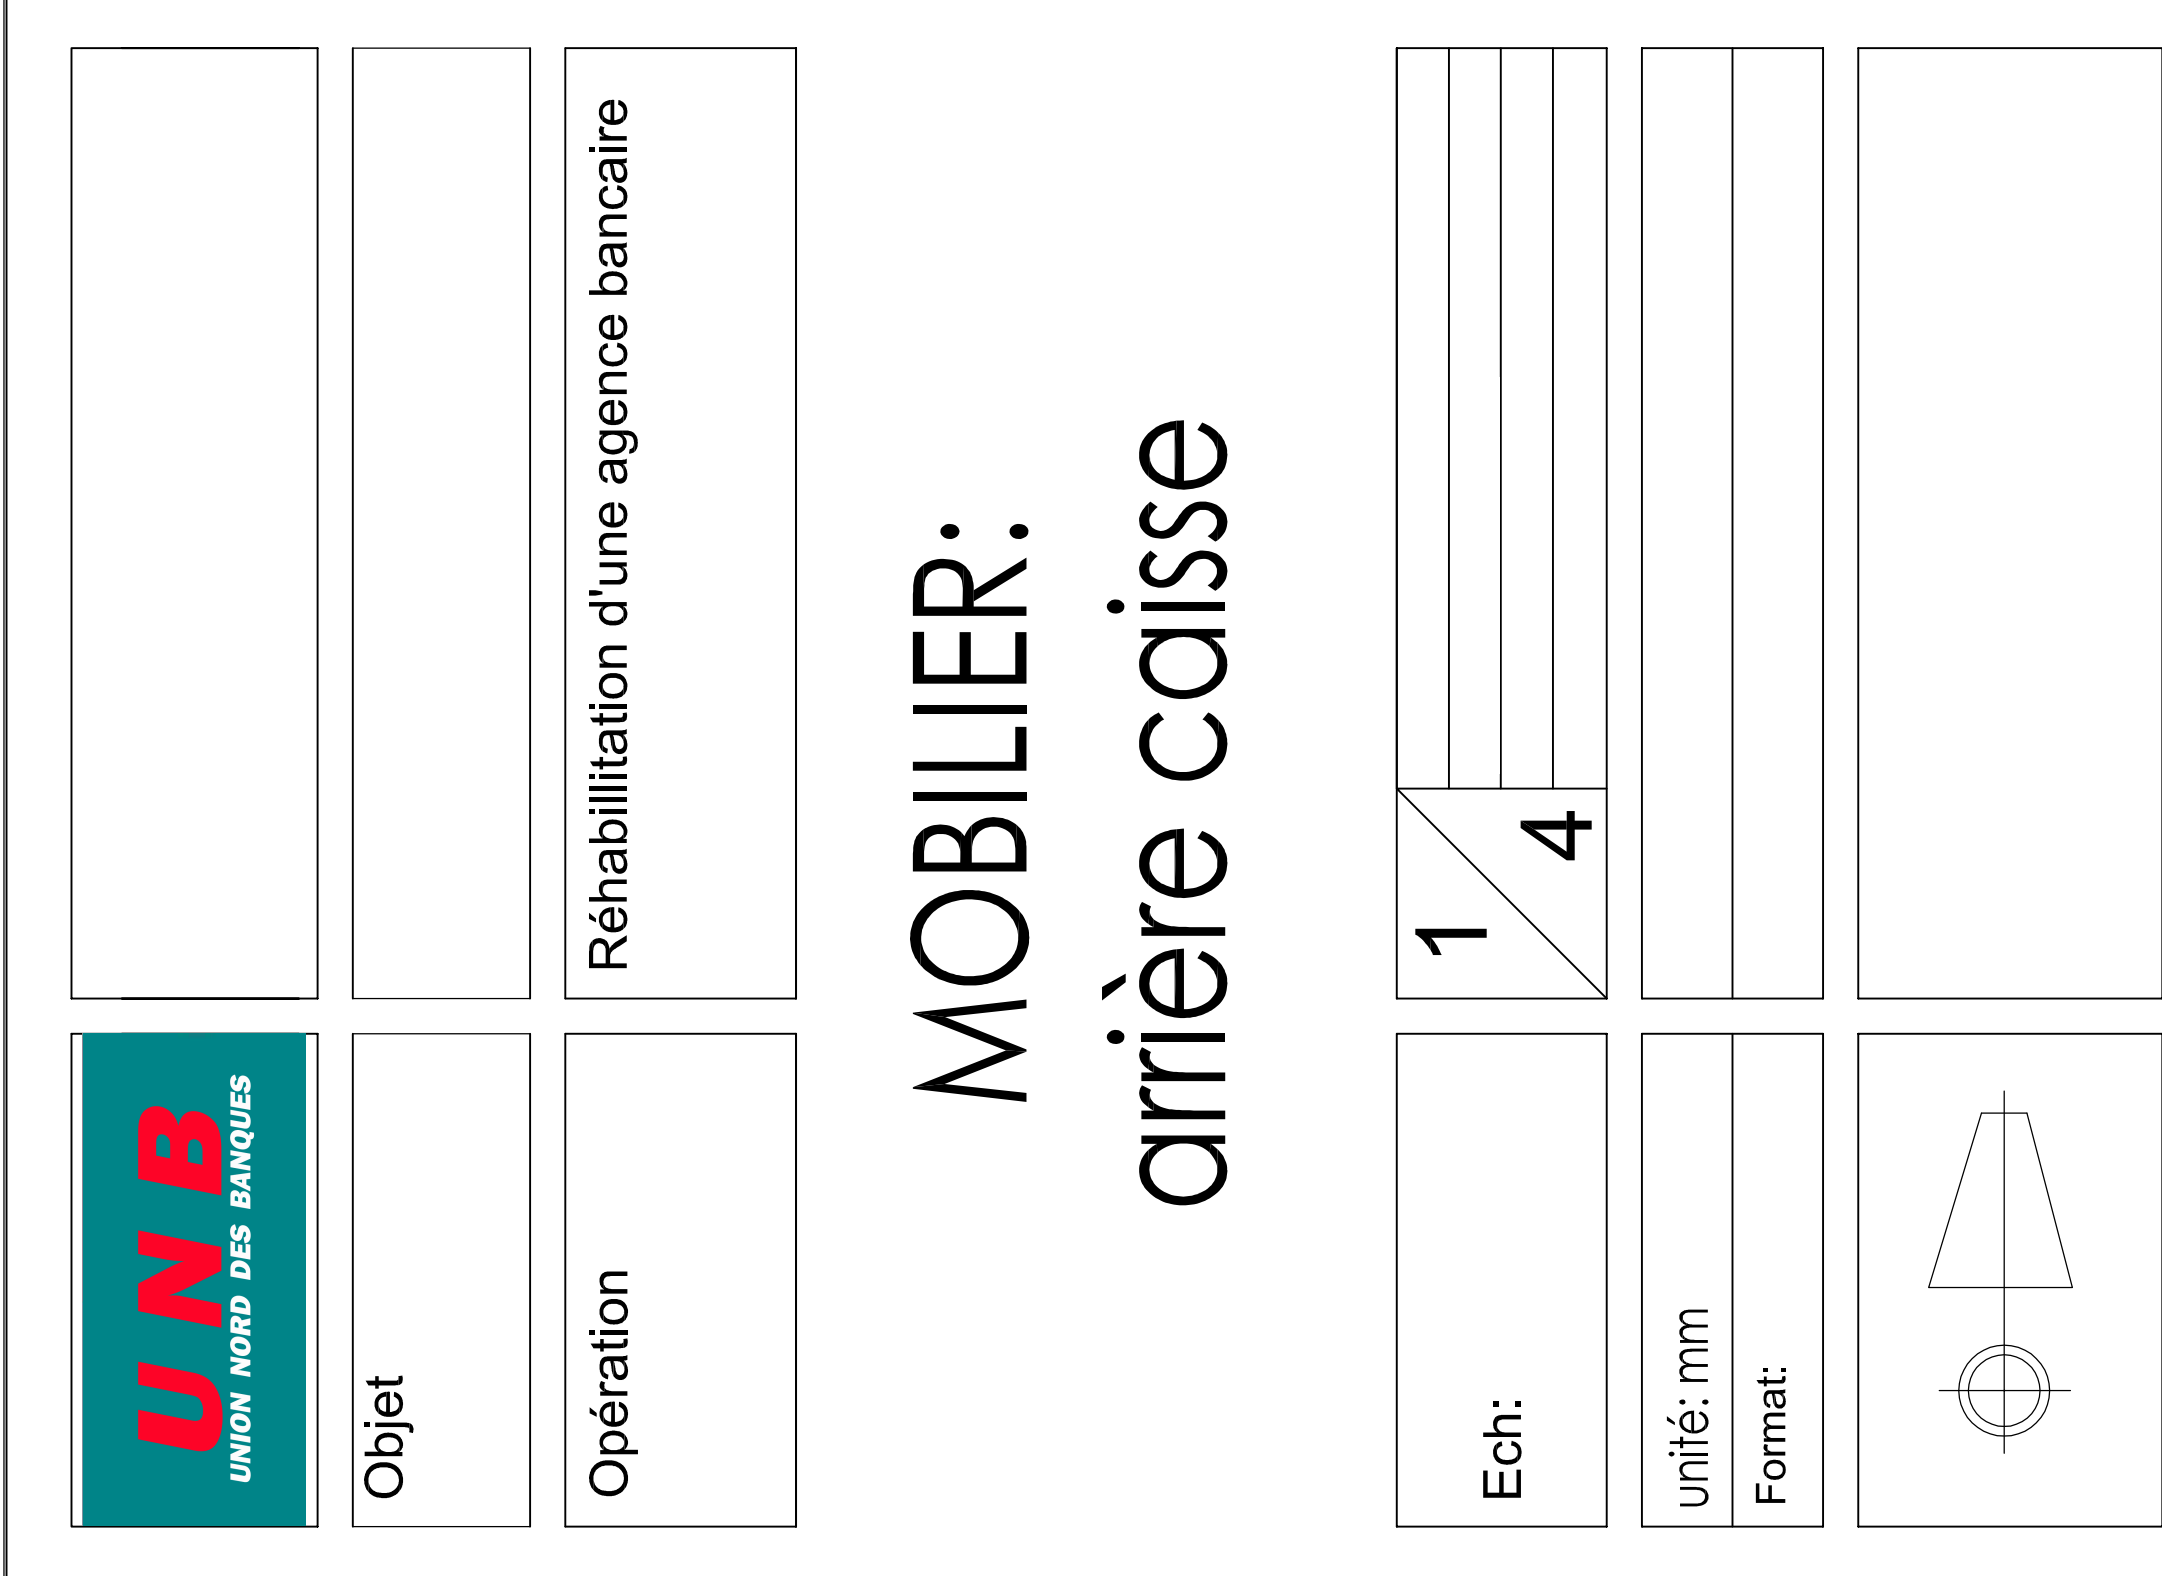 U N B
UNION NORD DES BANQUES
Objet
Opération
Réhabilitation d'une agence bancaire
MOBILIER:
arrière caisse
Ech:
1
4
unité: mm
Format: